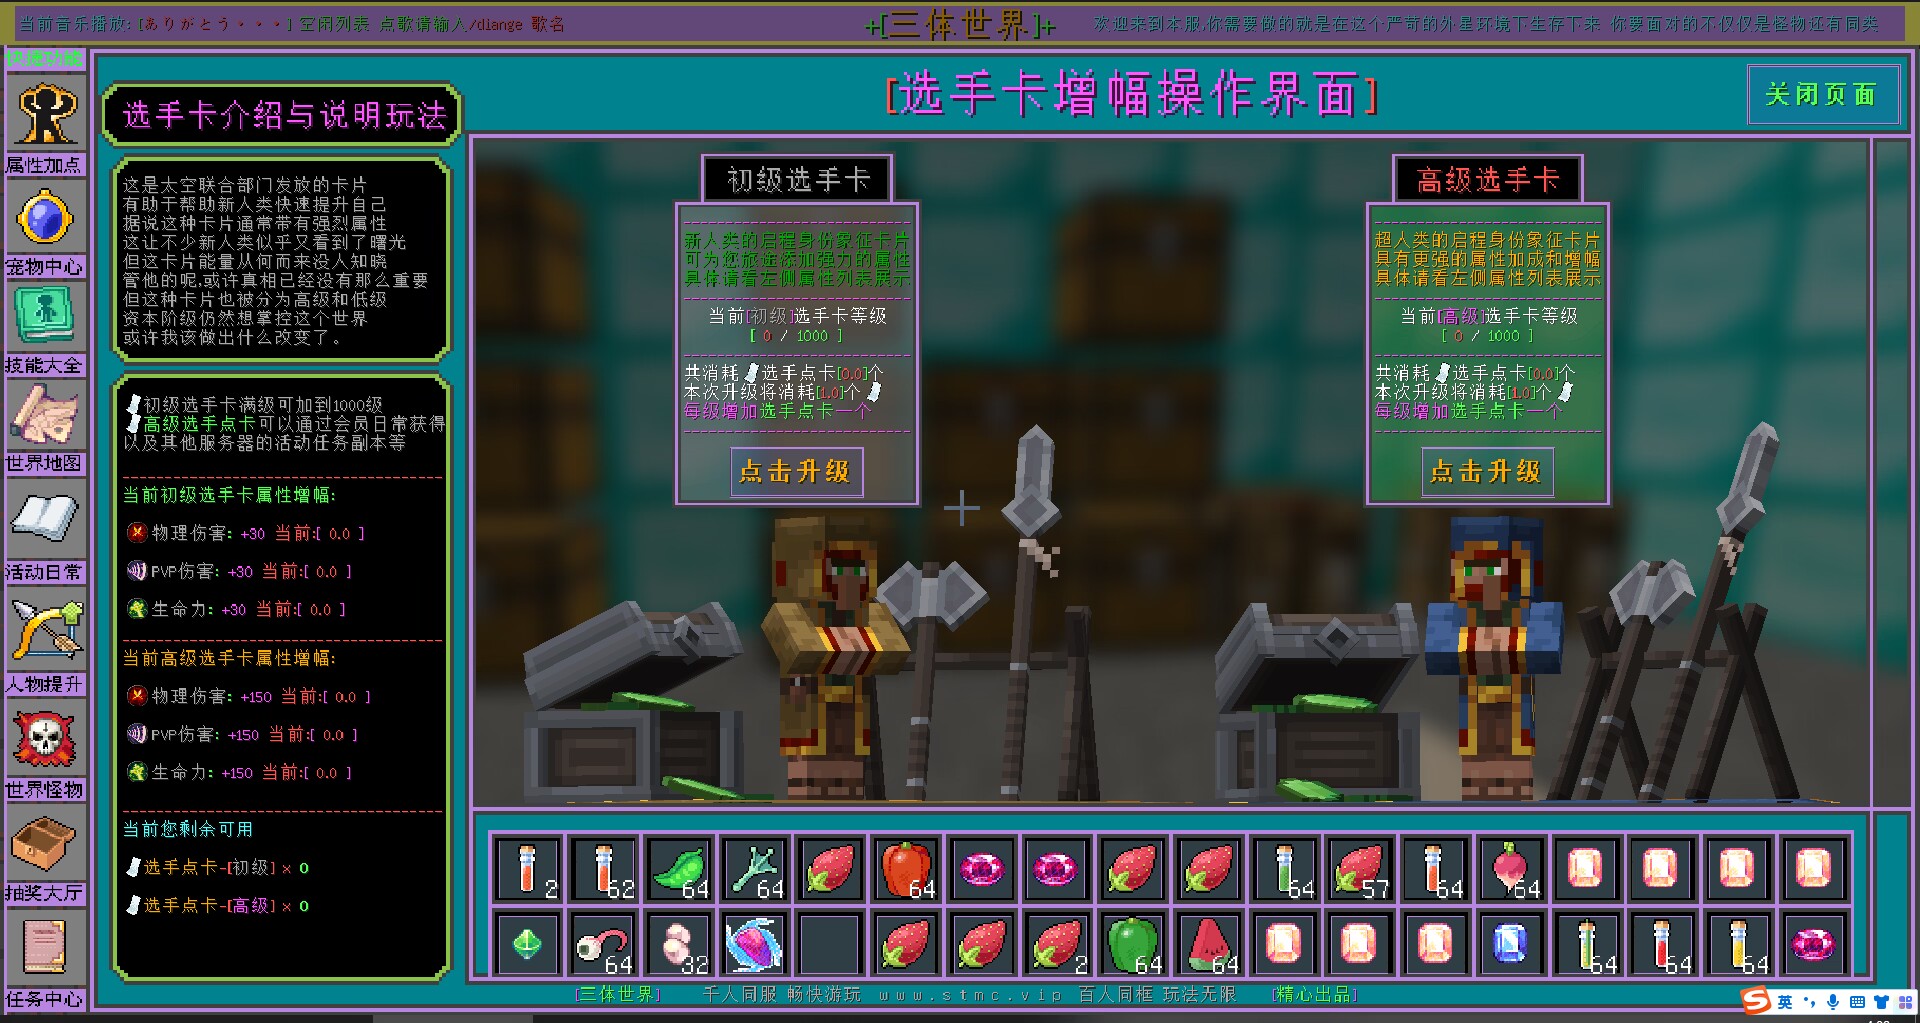 当前音乐播放:[ありがとう・・・] 空闲列表 点歌请输入/diange 歌名
+[三体世界]+
欢迎来到本服,你需要做的就是在这个严苛的外星环境下生存下来 你要面对的不仅仅是怪物还有同类
快捷功能
属性加点
宠物中心
技能大全
世界地图
活动日常
人物提升
世界怪物
抽奖大厅
任务中心
选手卡介绍与说明玩法
这是太空联合部门发放的卡片
有助于帮助新人类快速提升自己
据说这种卡片通常带有强烈属性
这让不少新人类似乎又看到了曙光
但这卡片能量从何而来没人知晓
管他的呢,或许真相已经没有那么重要
但这种卡片也被分为高级和低级
资本阶级仍然想掌控这个世界
或许我该做出什么改变了。
初级选手卡满级可加到1000级
高级选手点卡可以通过会员日常获得
以及其他服务器的活动任务副本等
当前初级选手卡属性增幅:
物理伤害: +30 当前:[ 0.0 ]
PVP伤害: +30 当前:[ 0.0 ]
生命力: +30 当前:[ 0.0 ]
当前高级选手卡属性增幅:
物理伤害: +150 当前:[ 0.0 ]
PVP伤害: +150 当前:[ 0.0 ]
生命力: +150 当前:[ 0.0 ]
当前您剩余可用
选手点卡-[初级] × 0
选手点卡-[高级] × 0
[选手卡增幅操作界面]
关闭页面
初级选手卡
新人类的启程身份象征卡片
可为您旅途添加强力的属性
具体请看左侧属性列表展示
当前[初级]选手卡等级
[ 0 / 1000 ]
共消耗 选手点卡[0.0]个
本次升级将消耗[1.0]个
每级增加选手点卡一个
点击升级
高级选手卡
超人类的启程身份象征卡片
具有更强的属性加成和增幅
具体请看左侧属性列表展示
当前[高级]选手卡等级
[ 0 / 1000 ]
共消耗 选手点卡[0.0]个
本次升级将消耗[1.0]个
每级增加选手点卡一个
点击升级
2 62 64 64 64 64 57 64 64
64 32 2 64 64 64 64 64
[三体世界] 千人同服 畅快游玩 www.stmc.vip 百人同框 玩法无限 [精心出品]
英